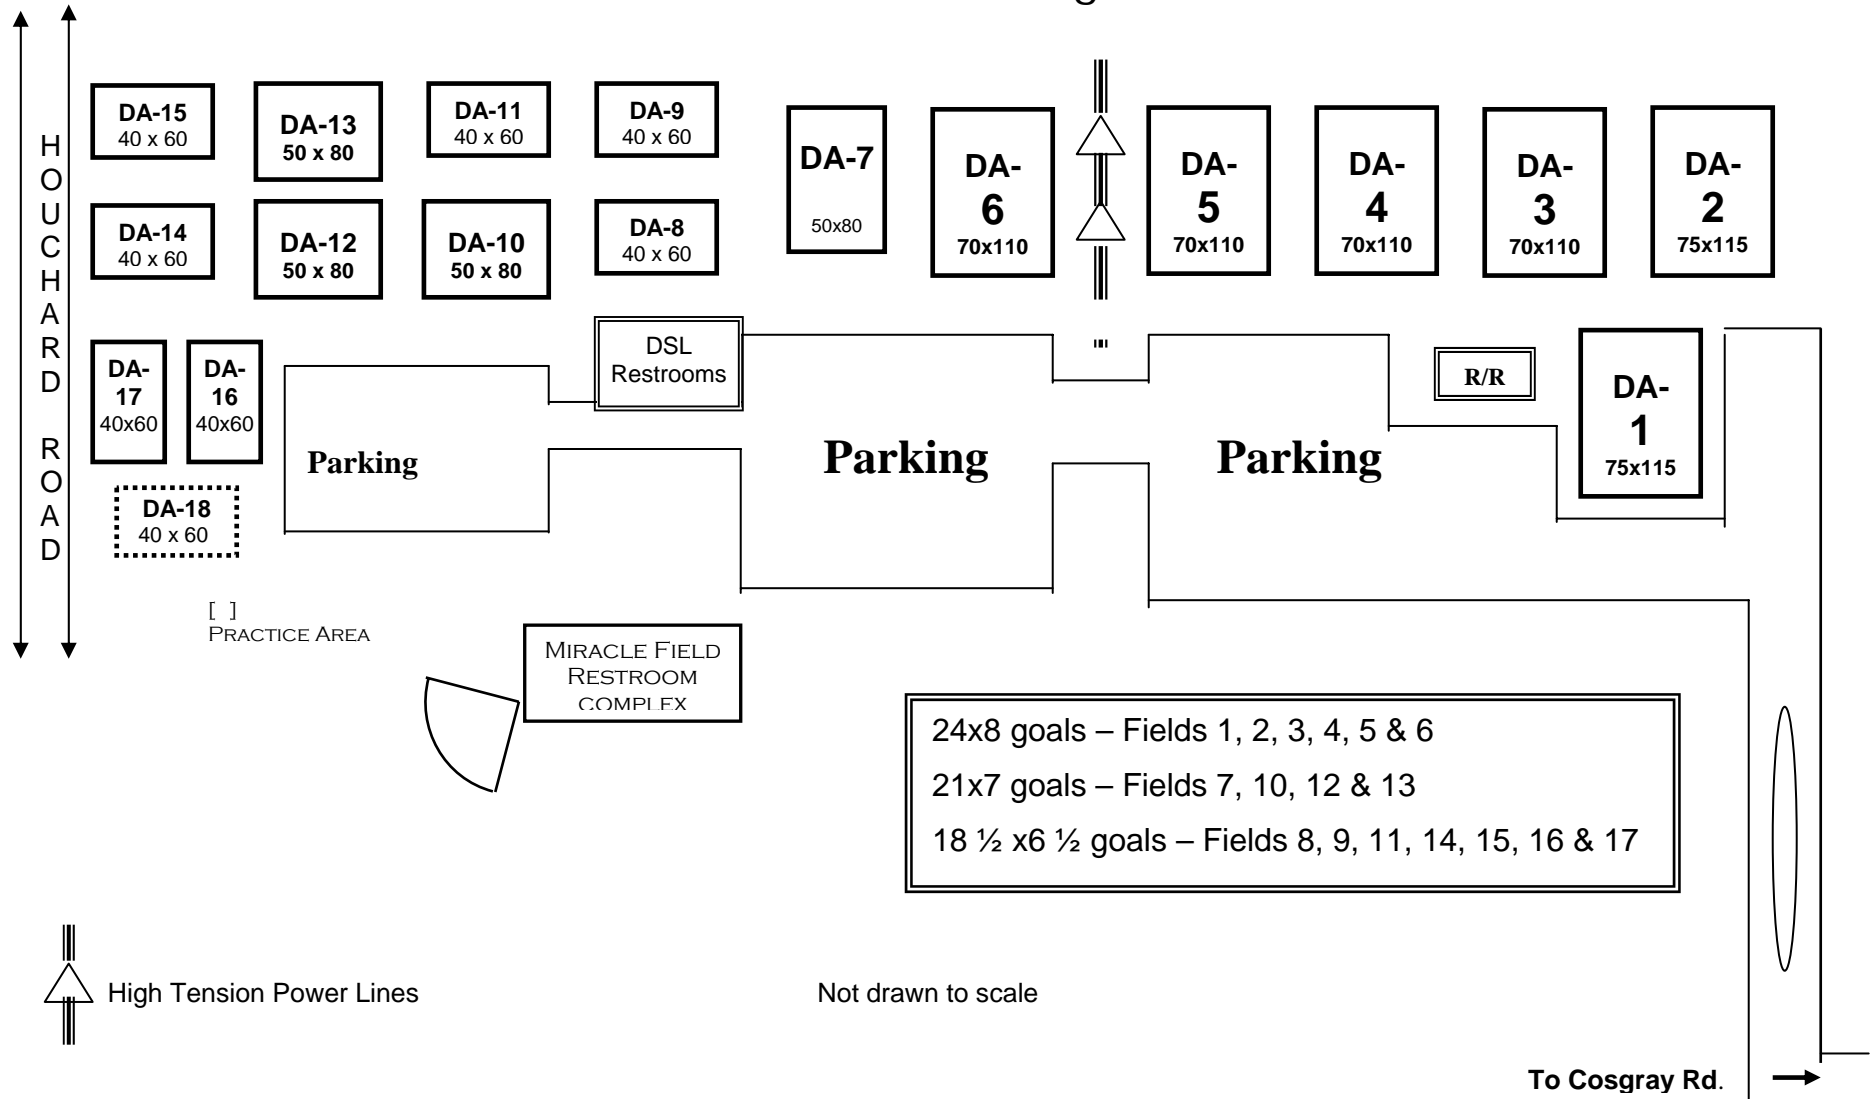 g
HOUCHARD ROAD
DA-15
40 x 60
DA-13
50 x 80
DA-11
40 x 60
DA-9
40 x 60
DA-7
50x80
DA-
6
70x110
DA-
5
70x110
DA-
4
70x110
DA-
3
70x110
DA-
2
75x115
DA-14
40 x 60
DA-12
50 x 80
DA-10
50 x 80
DA-8
40 x 60
DA-
17
40x60
DA-
16
40x60
DSL
Restrooms
R/R
DA-
1
75x115
Parking
Parking
Parking
DA-18
40 x 60
[ ]
PRACTICE AREA
MIRACLE FIELD
RESTROOM
COMPLEX
24x8 goals – Fields 1, 2, 3, 4, 5 & 6
21x7 goals – Fields 7, 10, 12 & 13
18 ½ x6 ½ goals – Fields 8, 9, 11, 14, 15, 16 & 17
High Tension Power Lines
Not drawn to scale
To Cosgray Rd.